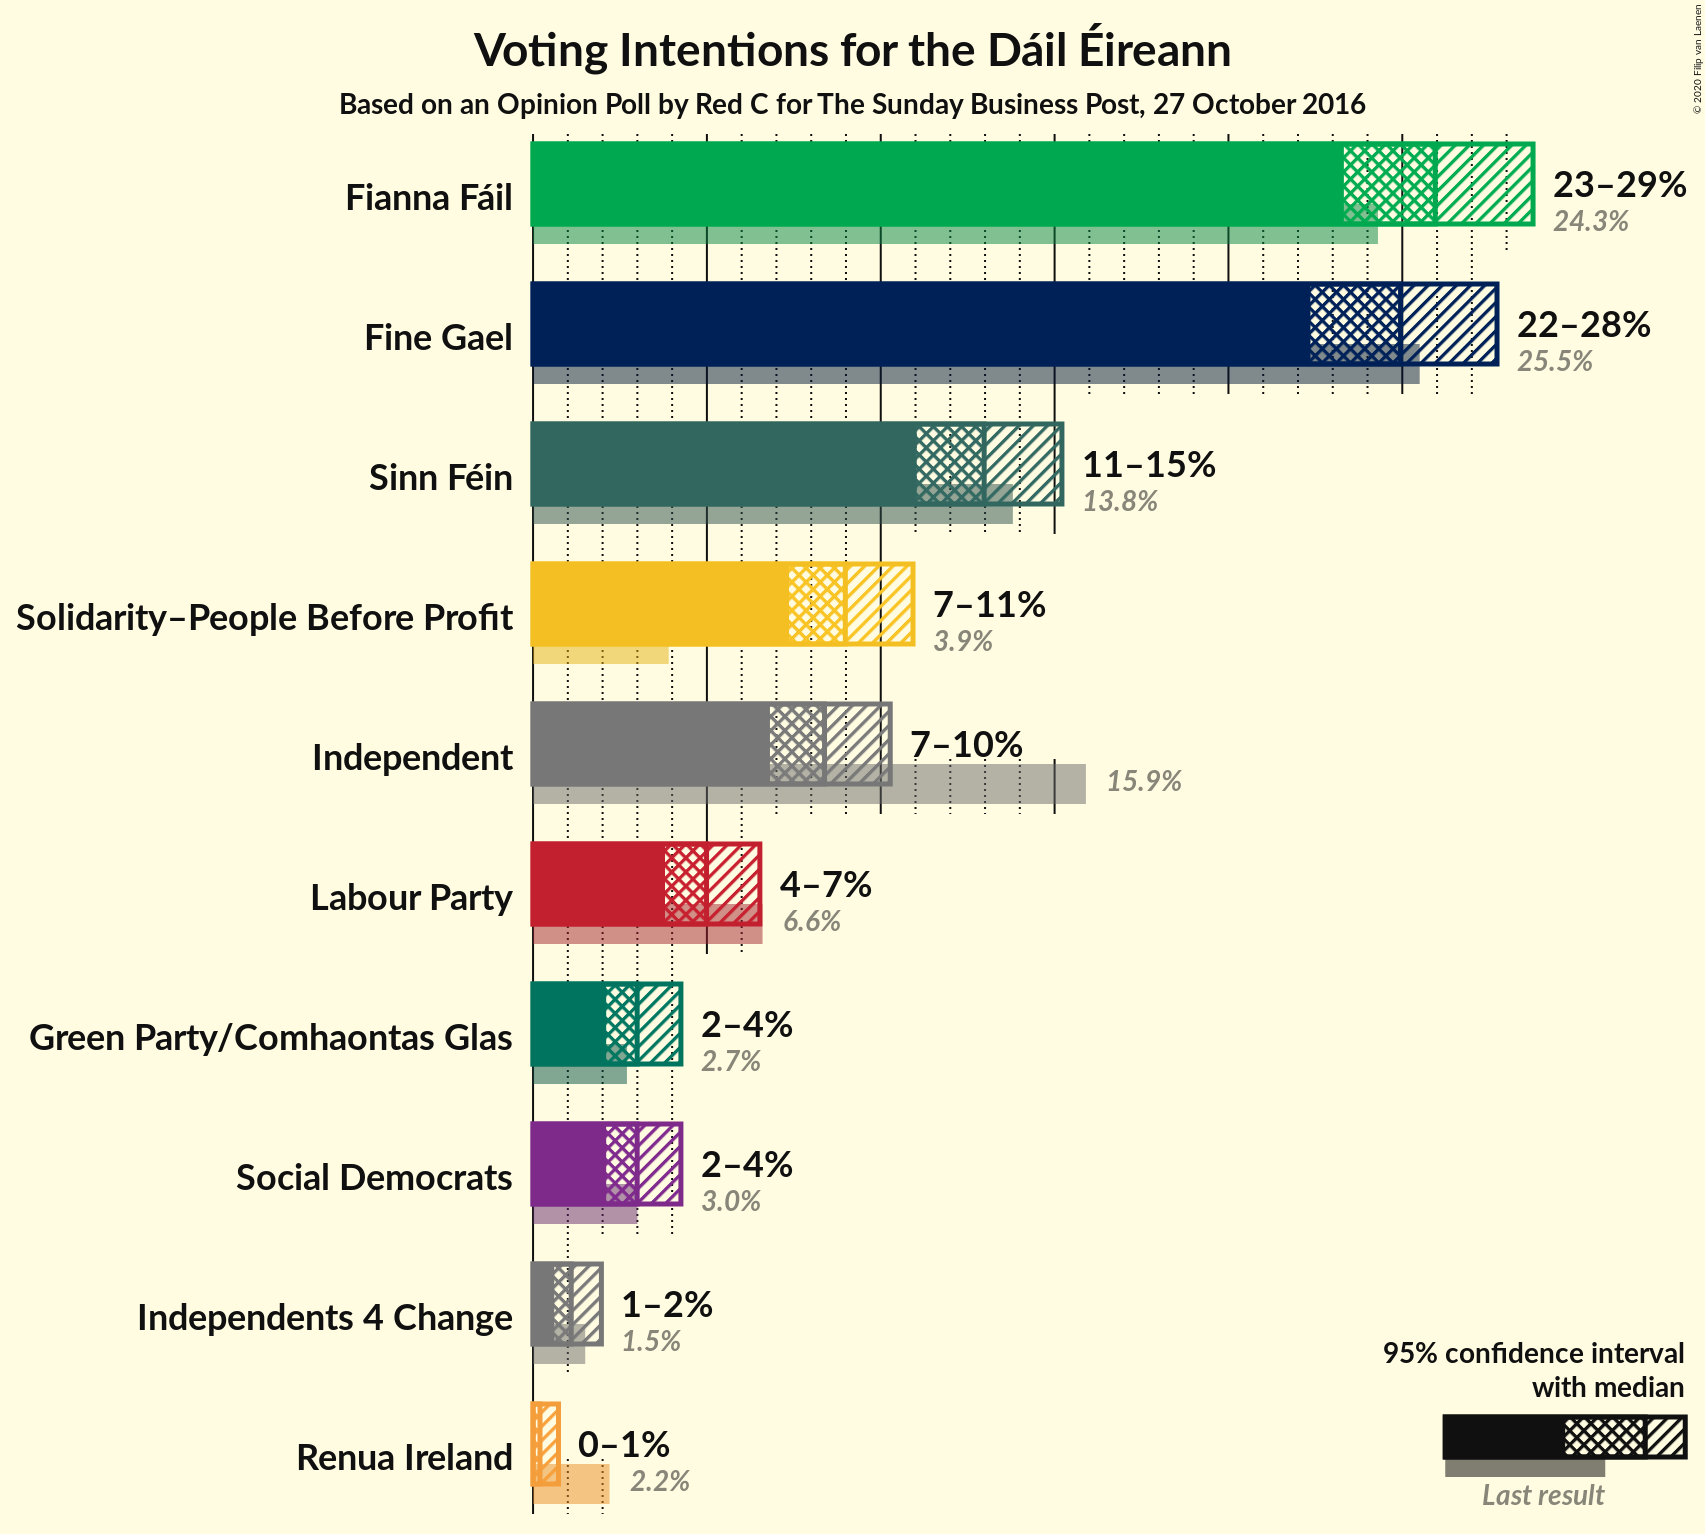 Voting Intentions for the Dáil Éireann
Based on an Opinion Poll by Red C for The Sunday Business Post, 27 October 2016
© 2020 Filip van Laenen
Fianna Fáil
23–29%
24.3%
Fine Gael
22–28%
25.5%
Sinn Féin
11–15%
13.8%
Solidarity–People Before Profit
7–11%
3.9%
Independent
7–10%
15.9%
Labour Party
4–7%
6.6%
Green Party/Comhaontas Glas
2–4%
2.7%
Social Democrats
2–4%
3.0%
Independents 4 Change
1–2%
1.5%
Renua Ireland
0–1%
2.2%
95% confidence interval
with median
Last result